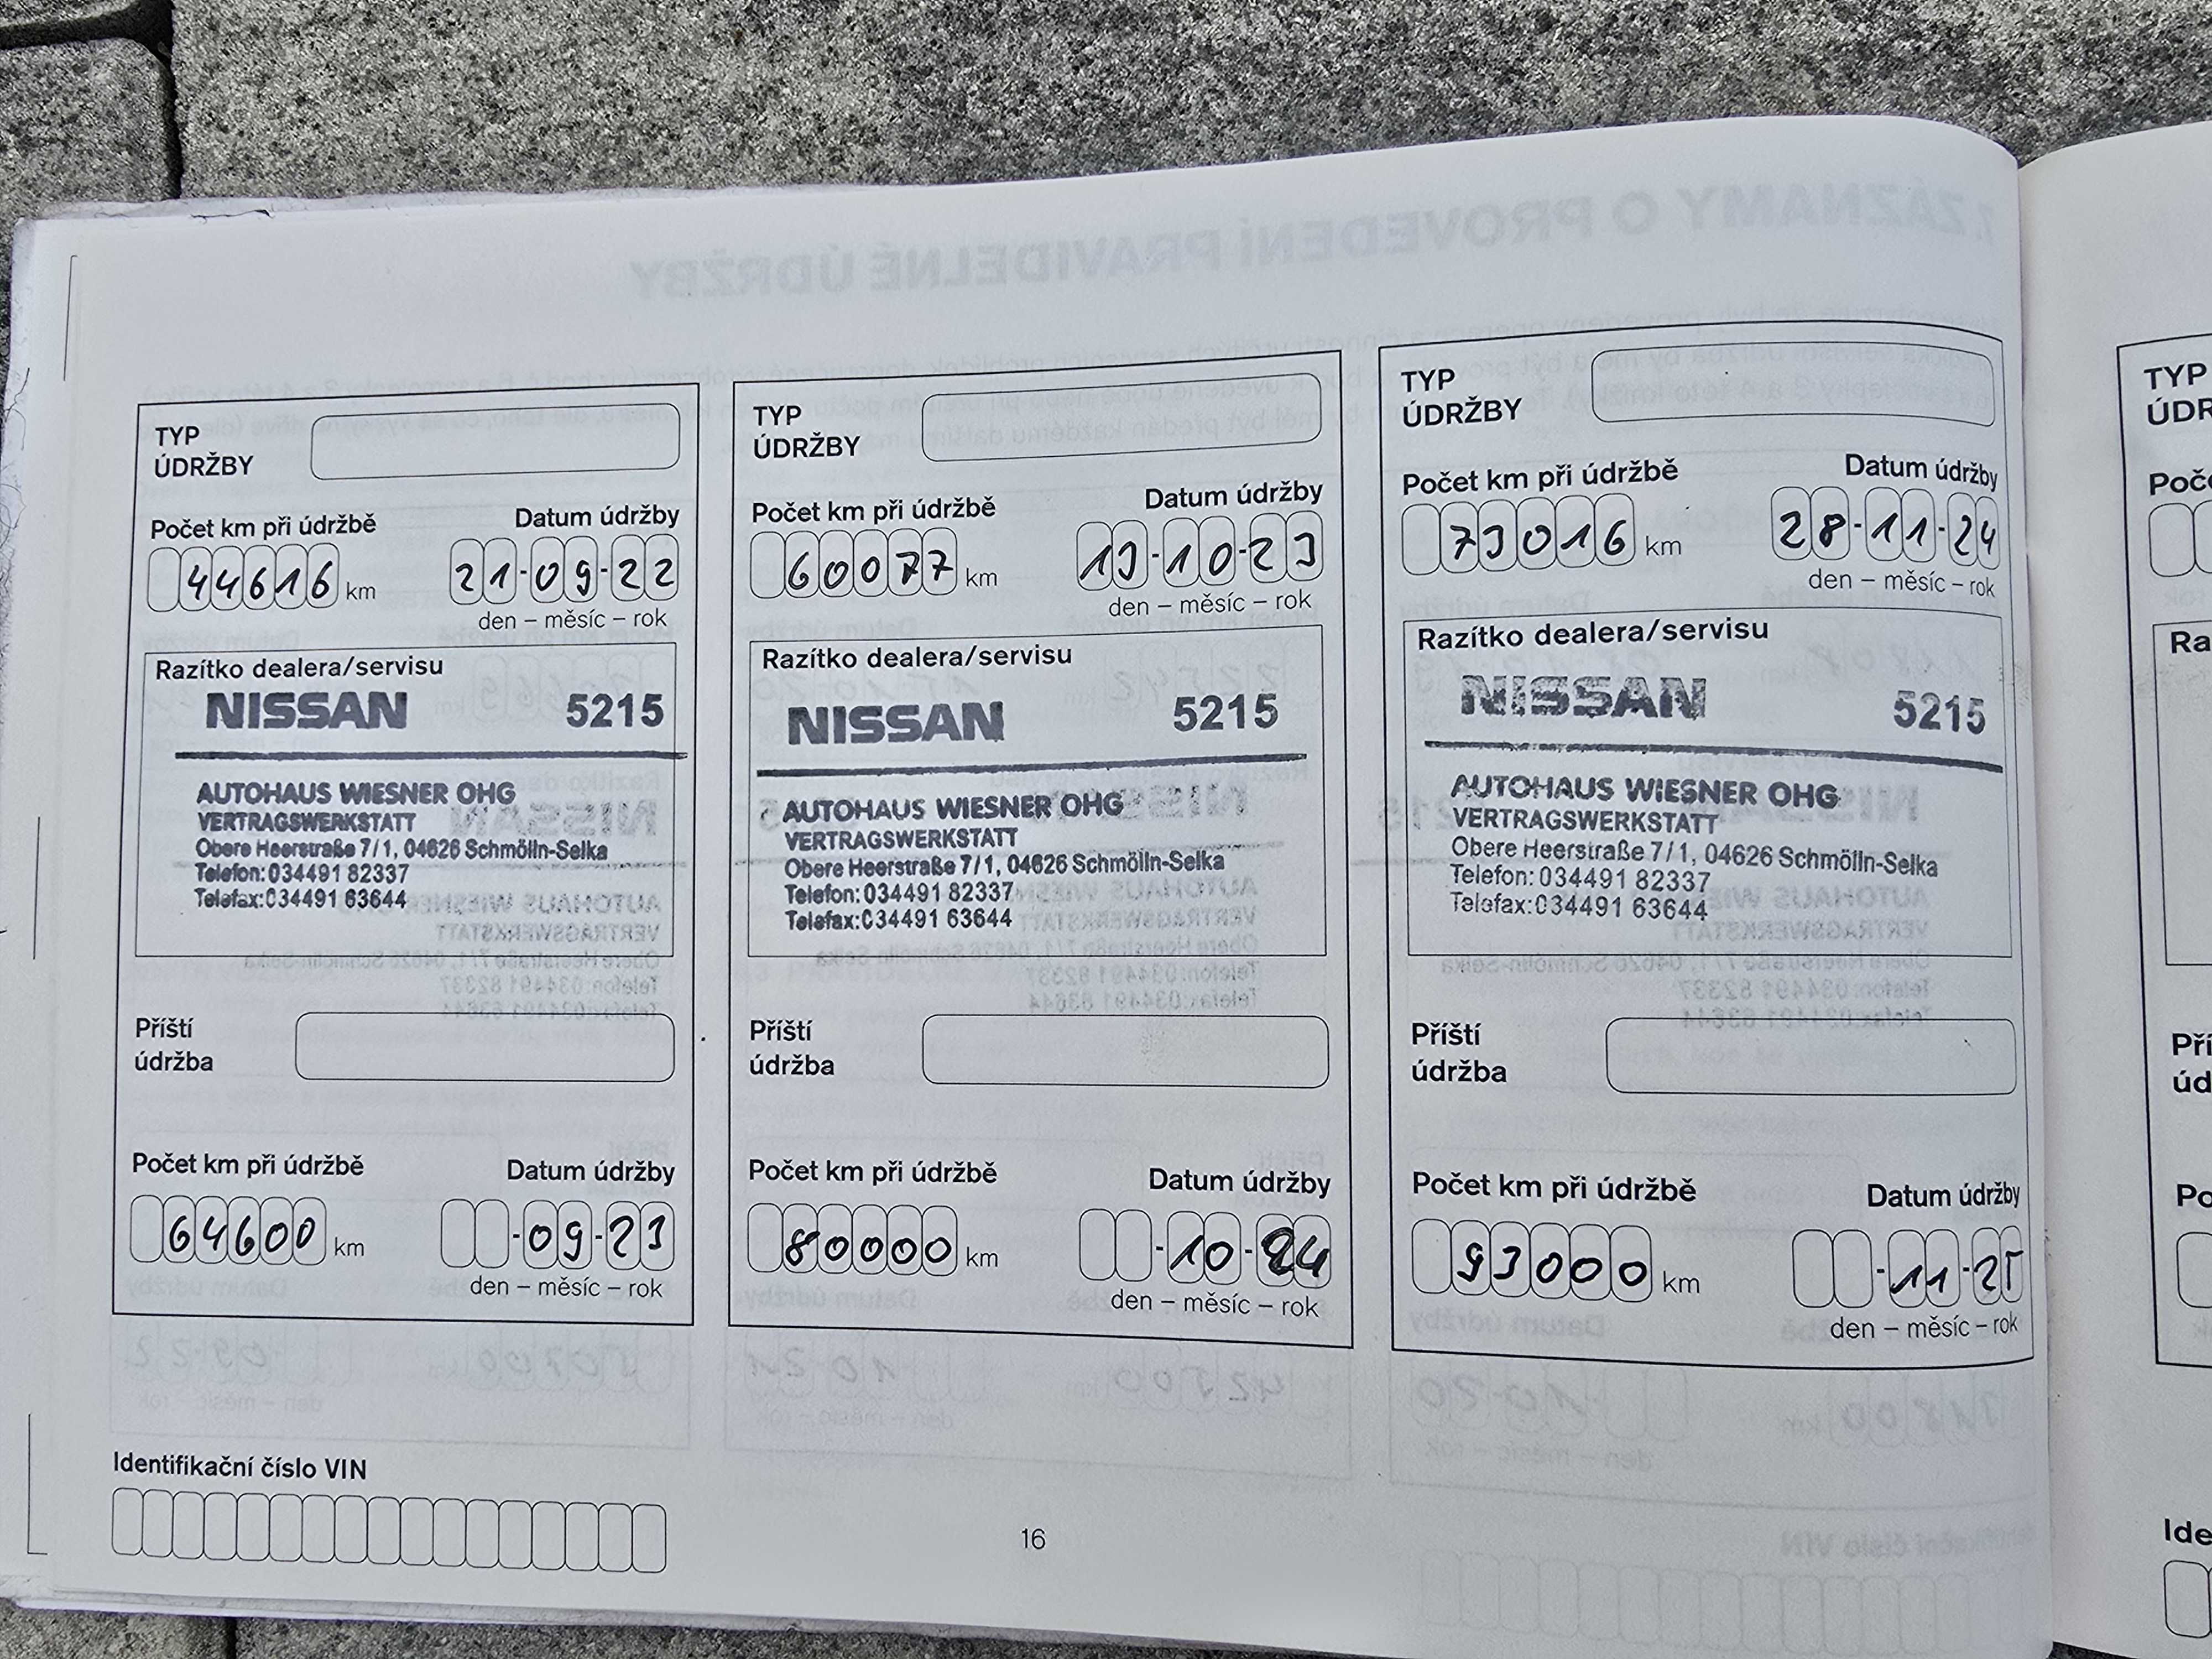 TYP
ÚDRŽBY
Počet km při údržbě
Datum údržby
44616 km
21-09-22
den – měsíc – rok
Razítko dealera/servisu
NISSAN 5215
AUTOHAUS WIESNER OHG
VERTRAGSWERKSTATT
Obere Heerstraße 7/1, 04626 Schmölln-Selka
Telefon: 034491 82337
Telefax: 034491 63644
Příští
údržba
Počet km při údržbě
Datum údržby
64600 km
-09-23
den – měsíc – rok
Identifikační číslo VIN
TYP
ÚDRŽBY
Počet km při údržbě
Datum údržby
60077 km
13-10-23
den – měsíc – rok
Razítko dealera/servisu
NISSAN 5215
AUTOHAUS WIESNER OHG
VERTRAGSWERKSTATT
Obere Heerstraße 7/1, 04626 Schmölln-Selka
Telefon: 034491 82337
Telefax: 034491 63644
Příští
údržba
Počet km při údržbě
Datum údržby
80000 km
-10-24
den – měsíc – rok
TYP
ÚDRŽBY
Počet km při údržbě
Datum údržby
73016 km
28-11-24
den – měsíc – rok
Razítko dealera/servisu
NISSAN 5215
AUTOHAUS WIESNER OHG
VERTRAGSWERKSTATT
Obere Heerstraße 7/1, 04626 Schmölln-Selka
Telefon: 034491 82337
Telefax: 034491 63644
Příští
údržba
Počet km při údržbě
Datum údržby
93000 km
-11-25
den – měsíc – rok
16
TYP